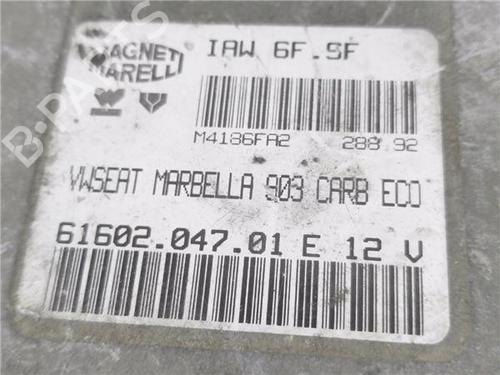 MAGNETI MARELLI
IAW 6F.SF
M4186FA2 288 92
VWSEAT MARBELLA 903 CARB ECO
61602.047.01 E 12 V
B-PARTS